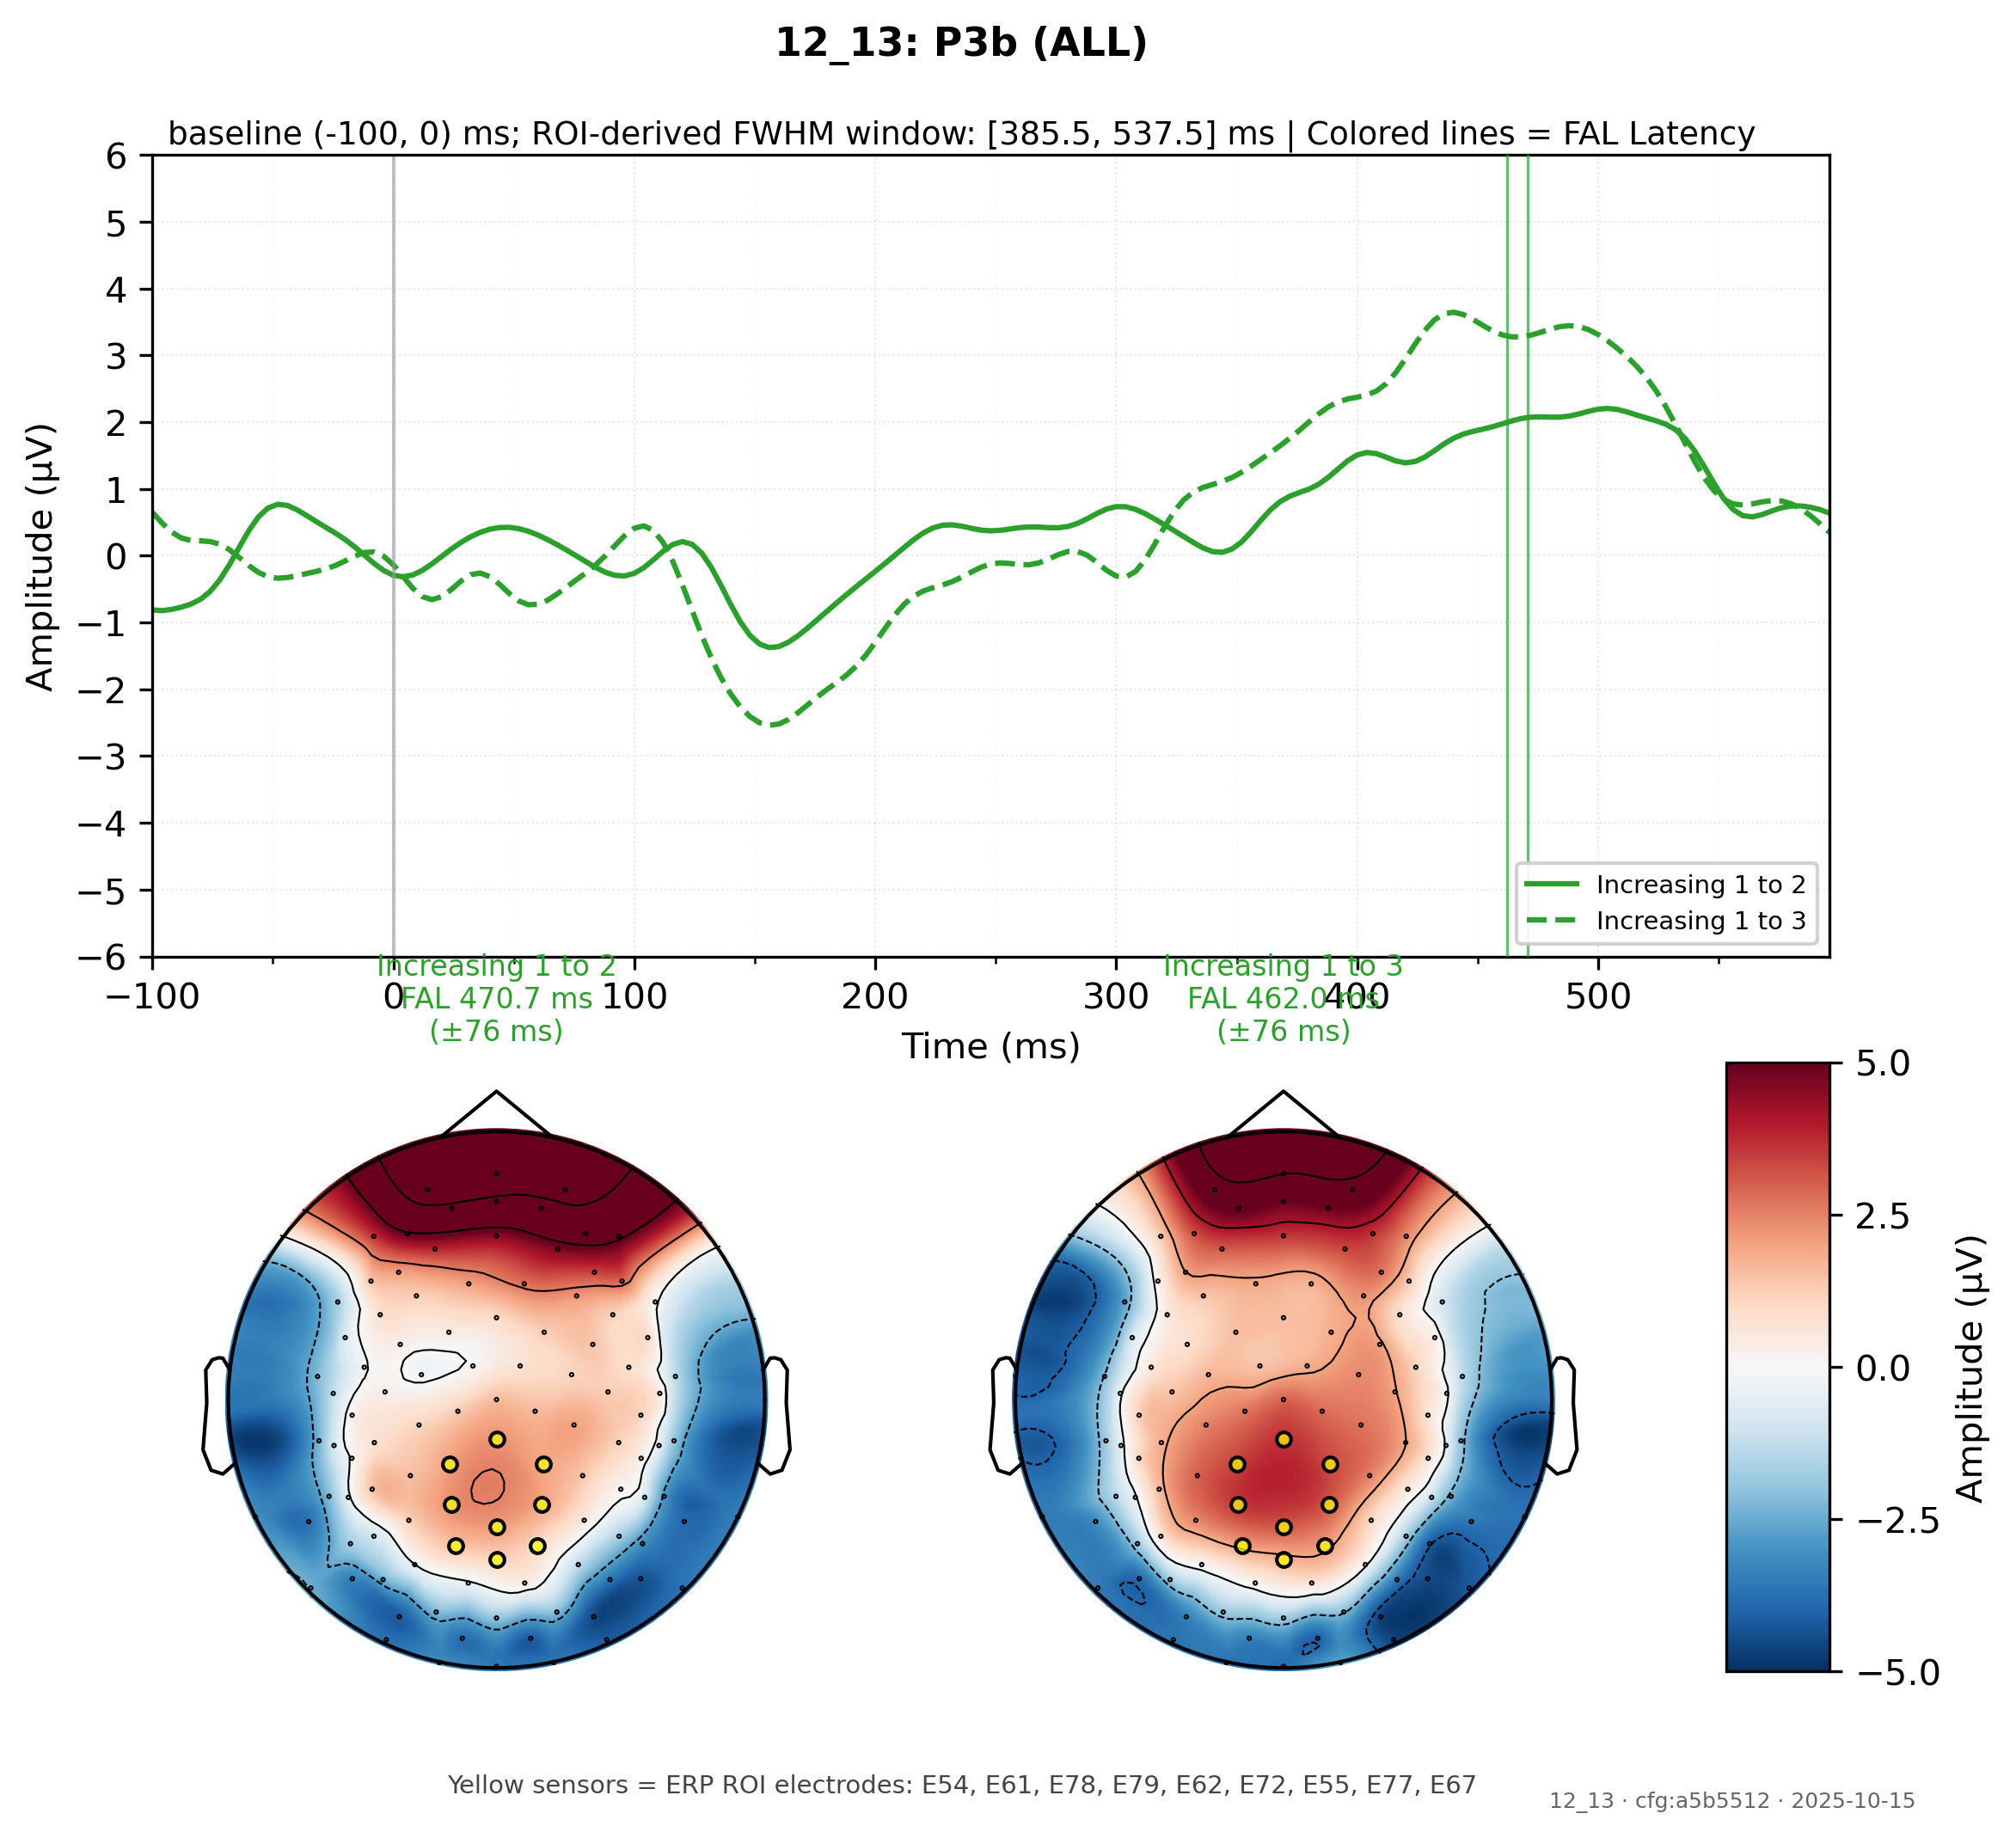 12_13: P3b (ALL)
baseline (-100, 0) ms; ROI-derived FWHM window: [385.5, 537.5] ms | Colored lines = FAL Latency
Amplitude (µV)
6
5
4
3
2
1
0
−1
−2
−3
−4
−5
−6
Increasing 1 to 2
Increasing 1 to 3
−100
0
100
200
300
400
500
Time (ms)
Increasing 1 to 2
FAL 470.7 ms
(±76 ms)
Increasing 1 to 3
FAL 462.0 ms
(±76 ms)
5.0
2.5
0.0
−2.5
−5.0
Amplitude (µV)
Yellow sensors = ERP ROI electrodes: E54, E61, E78, E79, E62, E72, E55, E77, E67
12_13 · cfg:a5b5512 · 2025-10-15